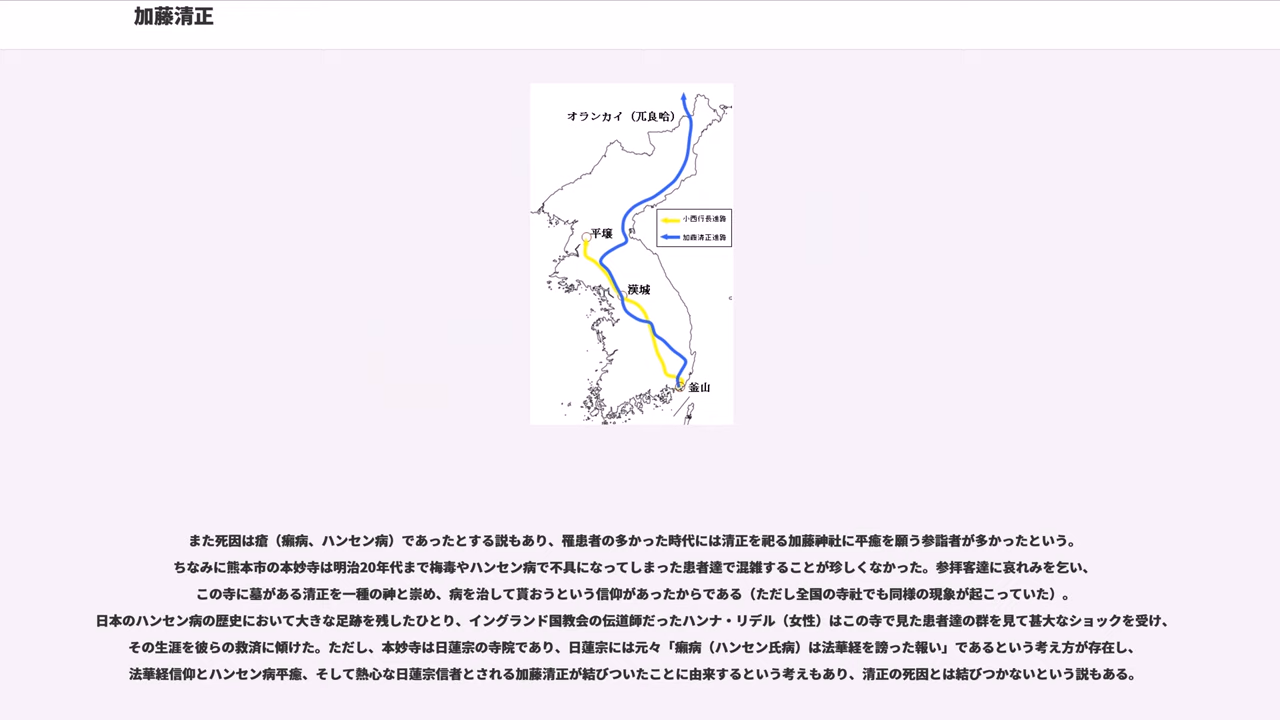 加藤清正
オランカイ（兀良哈）
小西行長進路
加藤清正進路
平壌
漢城
釜山
また死因は瘡（癩病、ハンセン病）であったとする説もあり、罹患者の多かった時代には清正を祀る加藤神社に平癒を願う参詣者が多かったという。
ちなみに熊本市の本妙寺は明治20年代まで梅毒やハンセン病で不具になってしまった患者達で混雑することが珍しくなかった。参拝客達に哀れみを乞い、
この寺に墓がある清正を一種の神と崇め、病を治して貰おうという信仰があったからである（ただし全国の寺社でも同様の現象が起こっていた）。
日本のハンセン病の歴史において大きな足跡を残したひとり、イングランド国教会の伝道師だったハンナ・リデル（女性）はこの寺で見た患者達の群を見て甚大なショックを受け、
その生涯を彼らの救済に傾けた。ただし、本妙寺は日蓮宗の寺院であり、日蓮宗には元々「癩病（ハンセン氏病）は法華経を謗った報い」であるという考え方が存在し、
法華経信仰とハンセン病平癒、そして熱心な日蓮宗信者とされる加藤清正が結びついたことに由来するという考えもあり、清正の死因とは結びつかないという説もある。